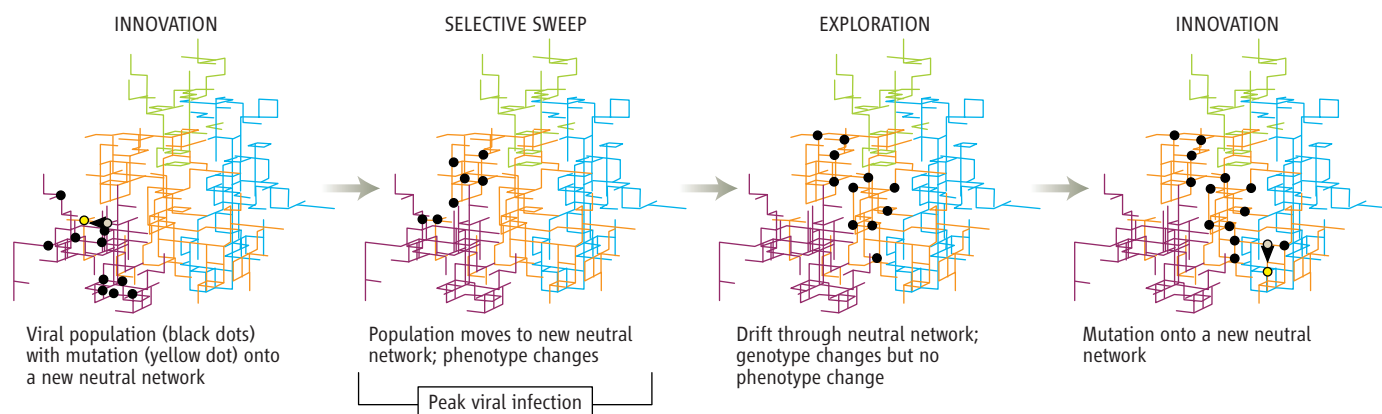 INNOVATION
SELECTIVE SWEEP
EXPLORATION
INNOVATION
Viral population (black dots)
with mutation (yellow dot) onto
a new neutral network
Population moves to new neutral
network; phenotype changes
Peak viral infection
Drift through neutral network;
genotype changes but no
phenotype change
Mutation onto a new neutral
network